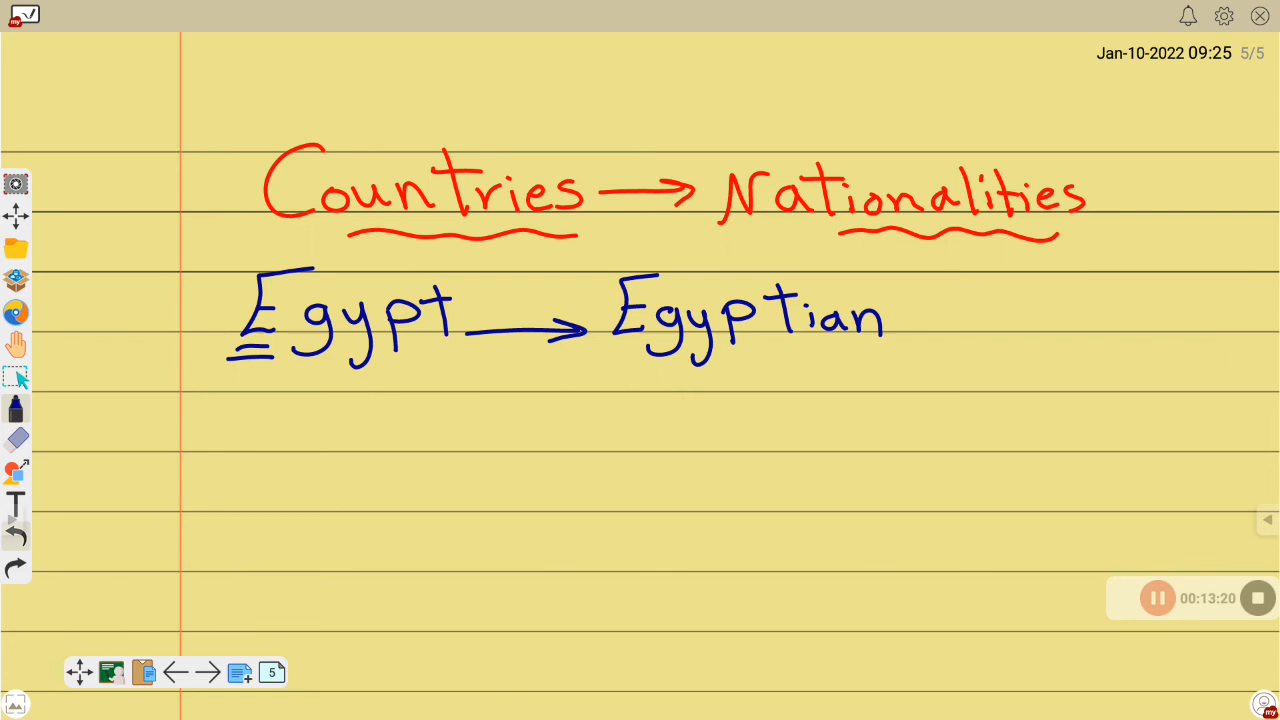 Jan-10-2022 09:25 5/5
Countries → Nationalities
Egypt → Egyptian
00:13:20
5